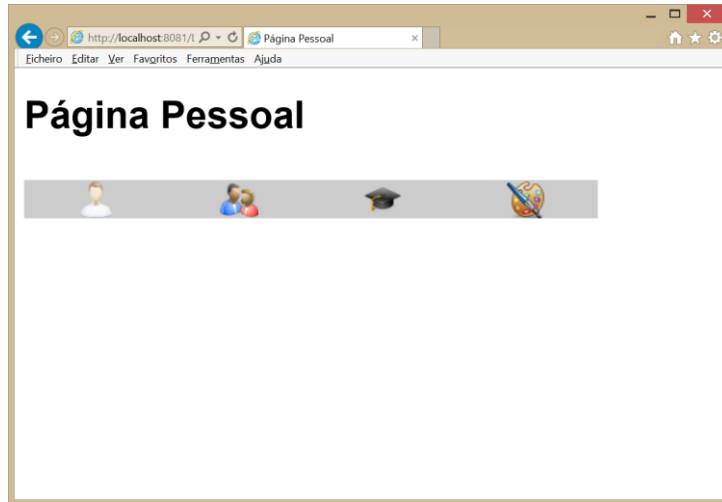 http://localhost:8081/l
Página Pessoal
Ficheiro Editar Ver Favoritos Ferramentas Ajuda
Página Pessoal